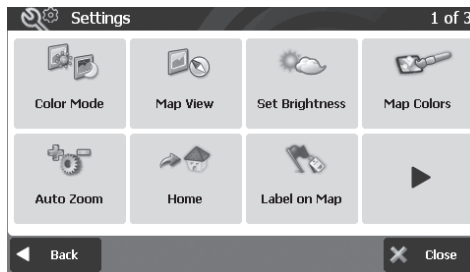 Settings
1 of 3
Color Mode
Map View
Set Brightness
Map Colors
Auto Zoom
Home
Label on Map
Back
Close